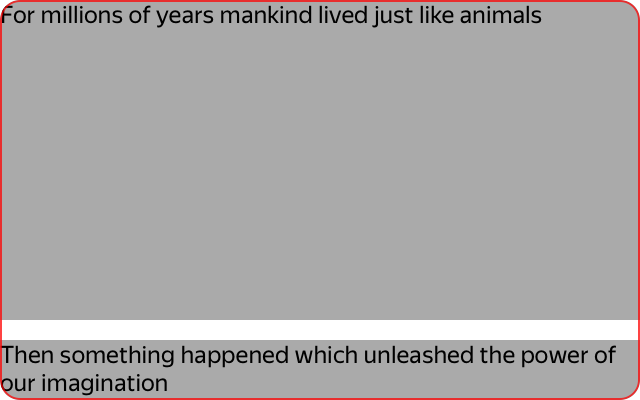 For millions of years mankind lived just like animals
Then something happened which unleashed the power of
our imagination